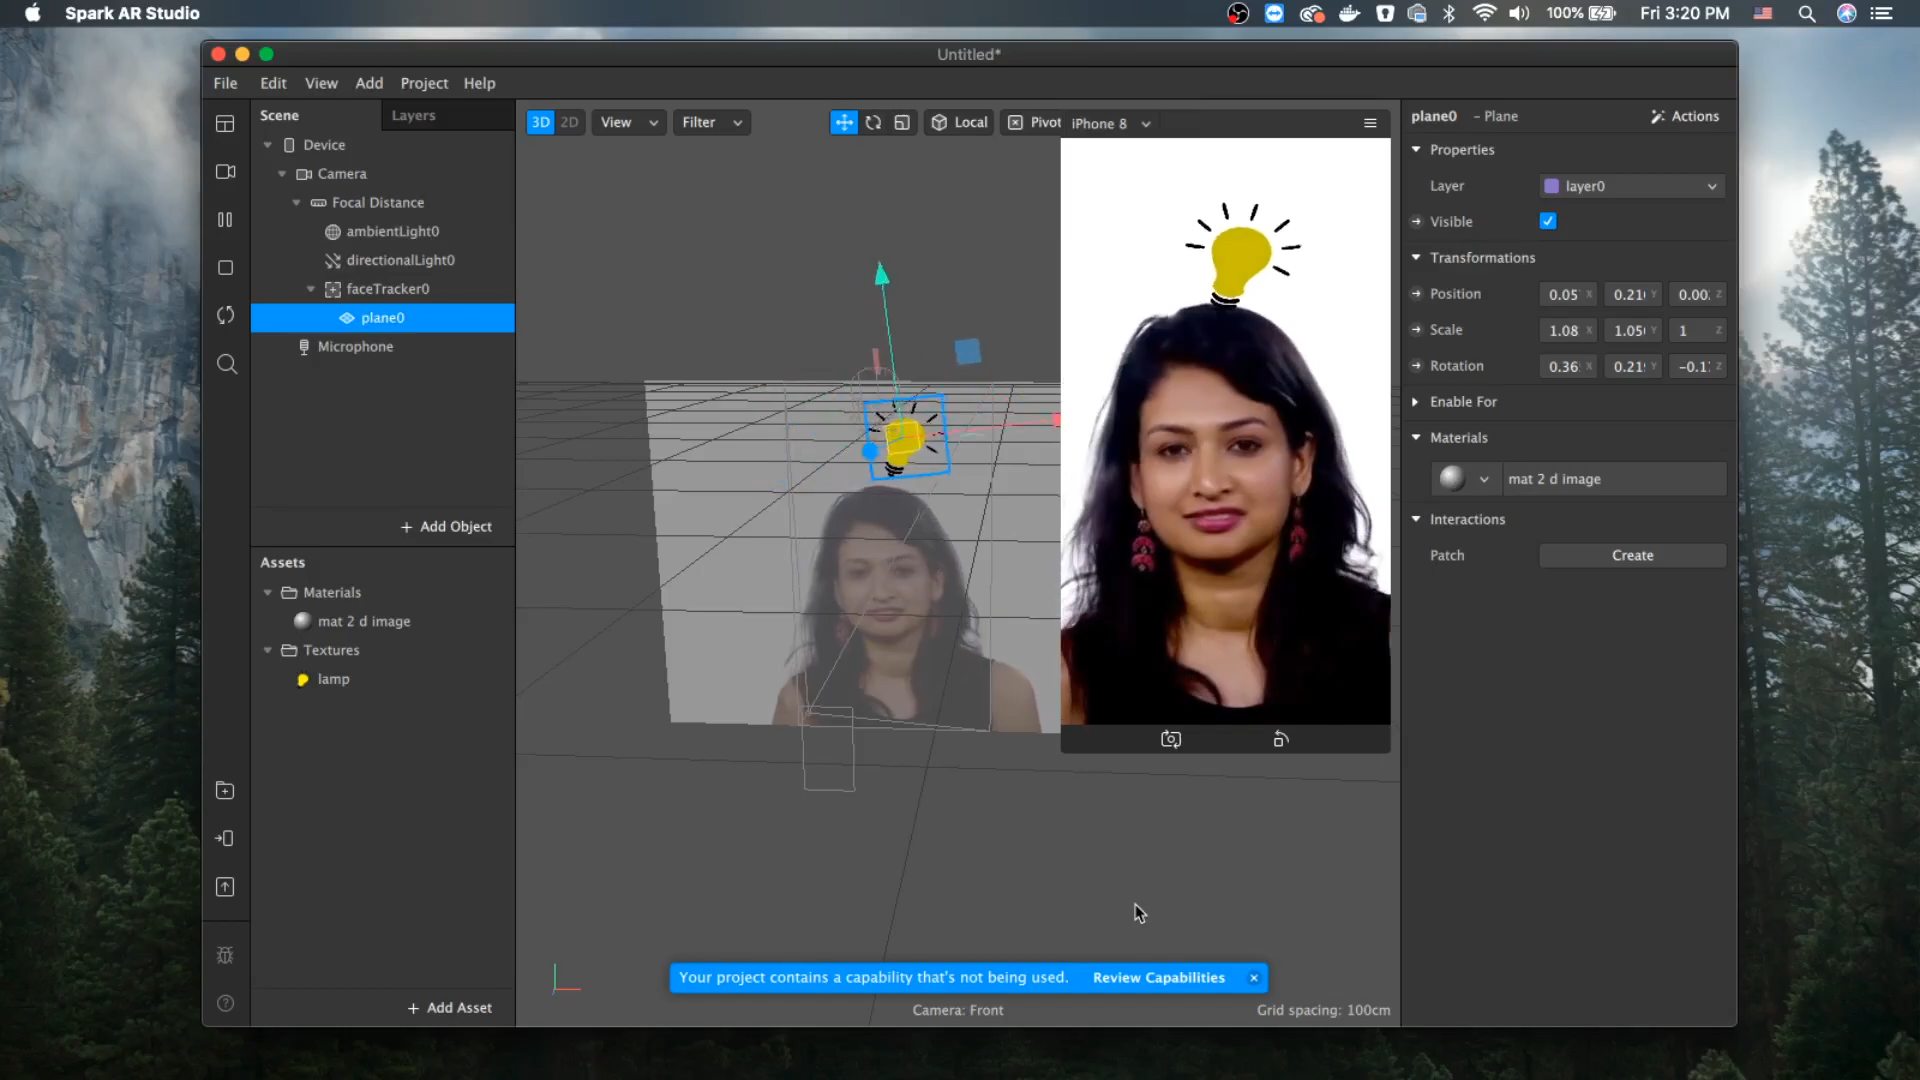 Spark AR Studio
100%
Fri 3:20 PM
Untitled*
File Edit View Add Project Help
Scene
Layers
Device
Camera
Focal Distance
ambientLight0
directionalLight0
faceTracker0
plane0
Microphone
+ Add Object
Assets
Materials
mat 2 d image
Textures
lamp
+ Add Asset
3D 2D View Filter Local Pivot
iPhone 8
Your project contains a capability that's not being used. Review Capabilities
Camera: Front
Grid spacing: 100cm
plane0 - Plane
Actions
Properties
Layer layer0
Visible
Transformations
Position 0.05 X 0.21 Y 0.00 Z
Scale 1.08 X 1.05 Y 1 Z
Rotation 0.36 X 0.21 Y -0.1 Z
Enable For
Materials
mat 2 d image
Interactions
Patch Create